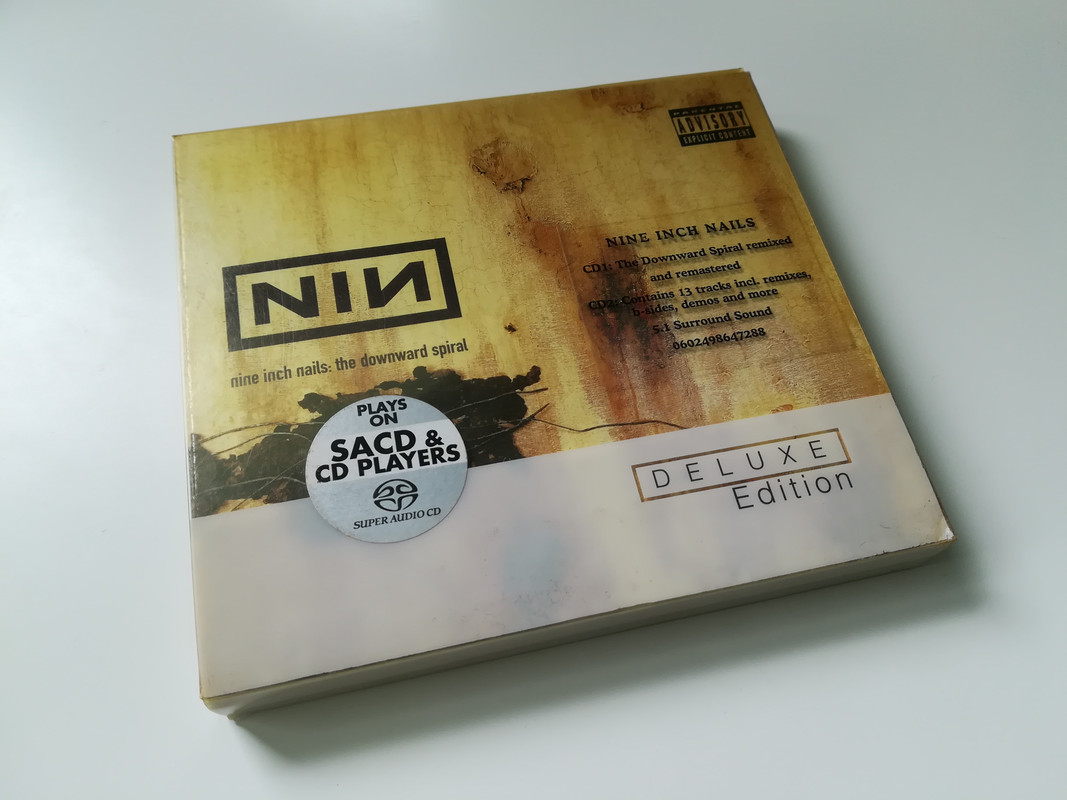 PARENTAL
ADVISORY
EXPLICIT CONTENT
NIN
nine inch nails: the downward spiral
NINE INCH NAILS
CD1: The Downward Spiral remixed
and remastered
CD2: Contains 13 tracks incl. remixes,
b-sides, demos and more
5.1 Surround Sound
0602498647288
PLAYS
ON
SACD &
CD PLAYERS
SUPER AUDIO CD
DELUXE
Edition